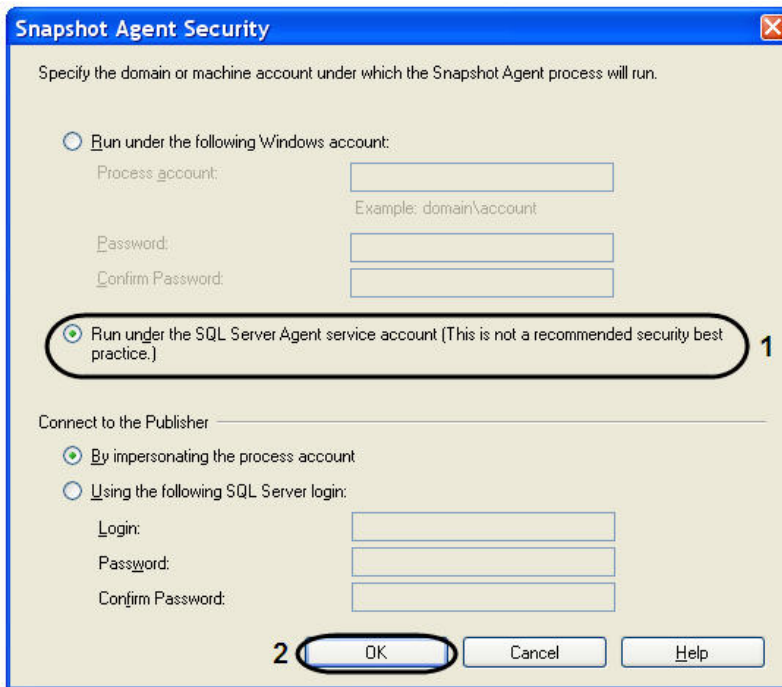 Snapshot Agent Security
Specify the domain or machine account under which the Snapshot Agent process will run.
Run under the following Windows account:
Process account:
Example: domain\account
Password:
Confirm Password:
Run under the SQL Server Agent service account (This is not a recommended security best
practice.)
1
Connect to the Publisher
By impersonating the process account
Using the following SQL Server login:
Login:
Password:
Confirm Password:
2 OK Cancel Help